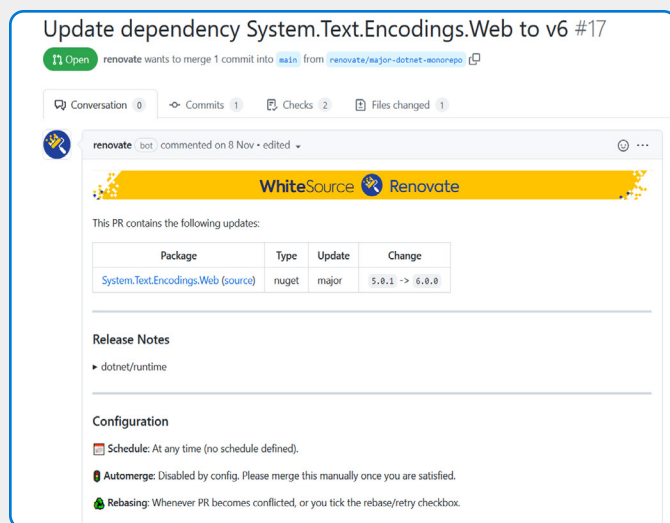 Update dependency System.Text.Encodings.Web to v6 #17
Open renovate wants to merge 1 commit into main from renovate/major-dotnet-monorepo
Conversation 0 Commits 1 Checks 2 Files changed 1
renovate bot commented on 8 Nov • edited
WhiteSource Renovate
This PR contains the following updates:
Package Type Update Change
System.Text.Encodings.Web (source) nuget major 5.0.1 -> 6.0.0
Release Notes
dotnet/runtime
Configuration
Schedule: At any time (no schedule defined).
Automerge: Disabled by config. Please merge this manually once you are satisfied.
Rebasing: Whenever PR becomes conflicted, or you tick the rebase/retry checkbox.